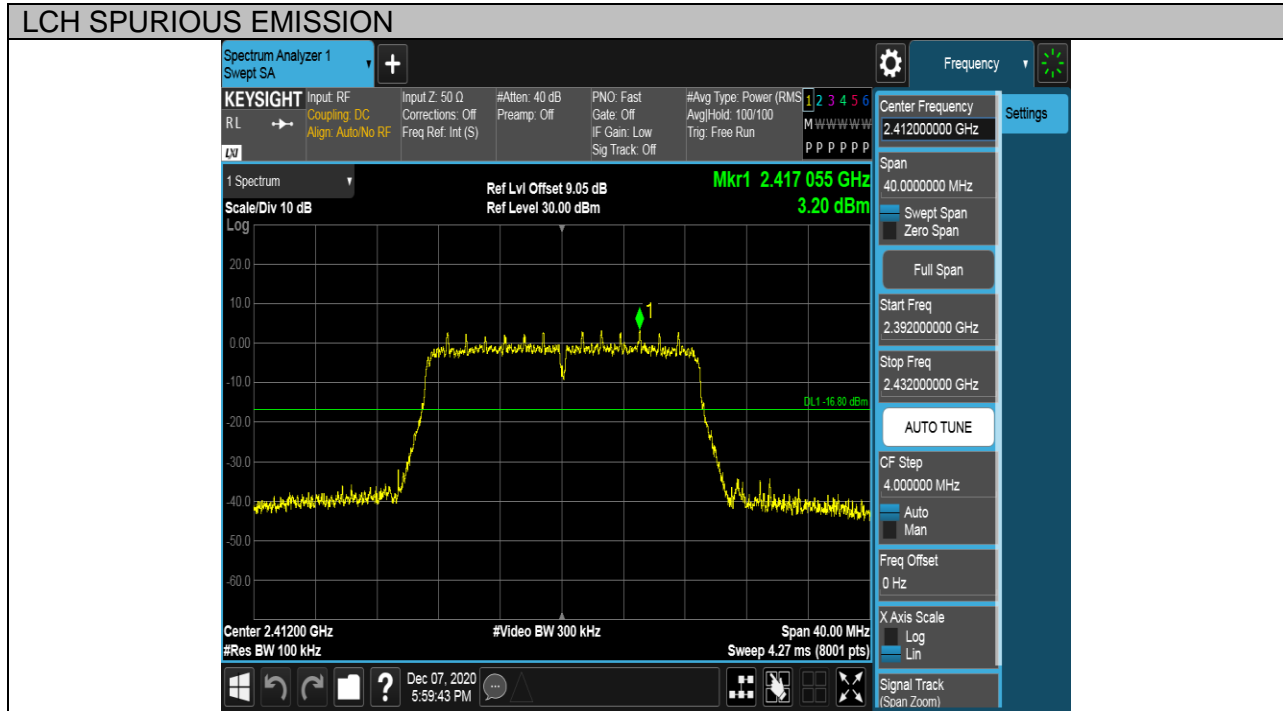 LCH SPURIOUS EMISSION
Spectrum Analyzer 1
Swept SA
Frequency
KEYSIGHT
RL
LXI
Input: RF
Coupling: DC
Align: Auto/No RF
Input Z: 50 Ω
Corrections: Off
Freq Ref: Int (S)
#Atten: 40 dB
Preamp: Off
PNO: Fast
Gate: Off
IF Gain: Low
Sig Track: Off
#Avg Type: Power (RMS
Avg|Hold: 100/100
Trig: Free Run
1 2 3 4 5 6
M W W W W W
P P P P P P
1 Spectrum
Scale/Div 10 dB
Ref Lvl Offset 9.05 dB
Ref Level 30.00 dBm
Mkr1 2.417 055 GHz
3.20 dBm
Log
20.0
10.0
0.00
-10.0
-20.0
-30.0
-40.0
-50.0
-60.0
1
DL1 -16.80 dBm
Center 2.41200 GHz
#Res BW 100 kHz
#Video BW 300 kHz
Span 40.00 MHz
Sweep 4.27 ms (8001 pts)
Dec 07, 2020
5:59:43 PM
Center Frequency
2.412000000 GHz
Settings
Span
40.0000000 MHz
Swept Span
Zero Span
Full Span
Start Freq
2.392000000 GHz
Stop Freq
2.432000000 GHz
AUTO TUNE
CF Step
4.000000 MHz
Auto
Man
Freq Offset
0 Hz
X Axis Scale
Log
Lin
Signal Track
(Span Zoom)